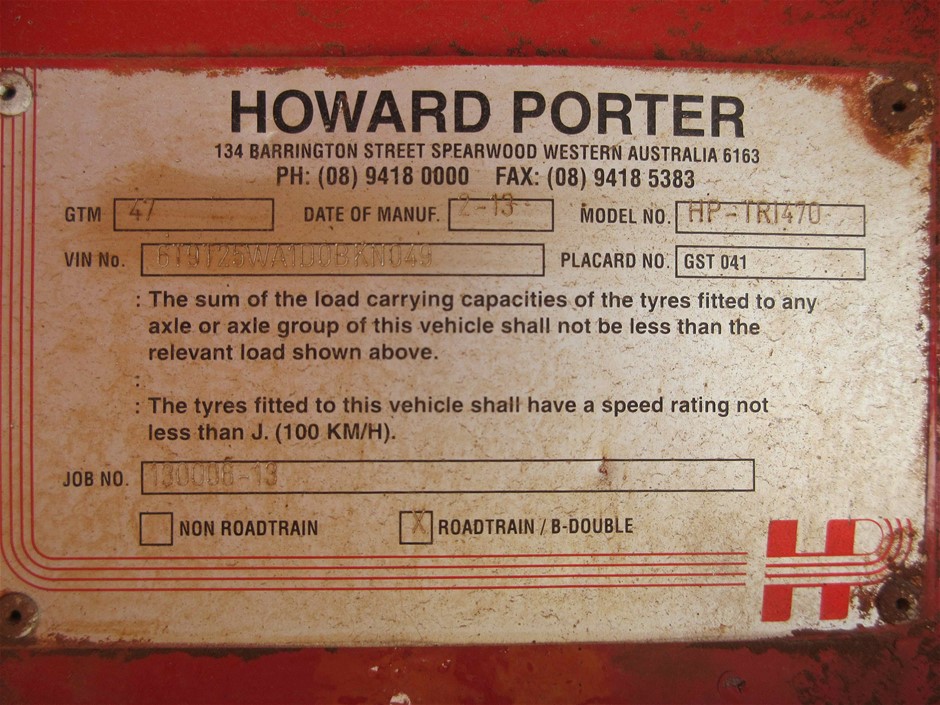 HOWARD PORTER
134 BARRINGTON STREET SPEARWOOD WESTERN AUSTRALIA 6163
PH: (08) 9418 0000 FAX: (08) 9418 5383
GTM 47 DATE OF MANUF. 2-13 MODEL NO. HP-TRI470
VIN No. PLACARD NO. GST 041
: The sum of the load carrying capacities of the tyres fitted to any
axle or axle group of this vehicle shall not be less than the
relevant load shown above.
:
: The tyres fitted to this vehicle shall have a speed rating not
less than J. (100 KM/H).
JOB NO.
NON ROADTRAIN X ROADTRAIN / B-DOUBLE
HP